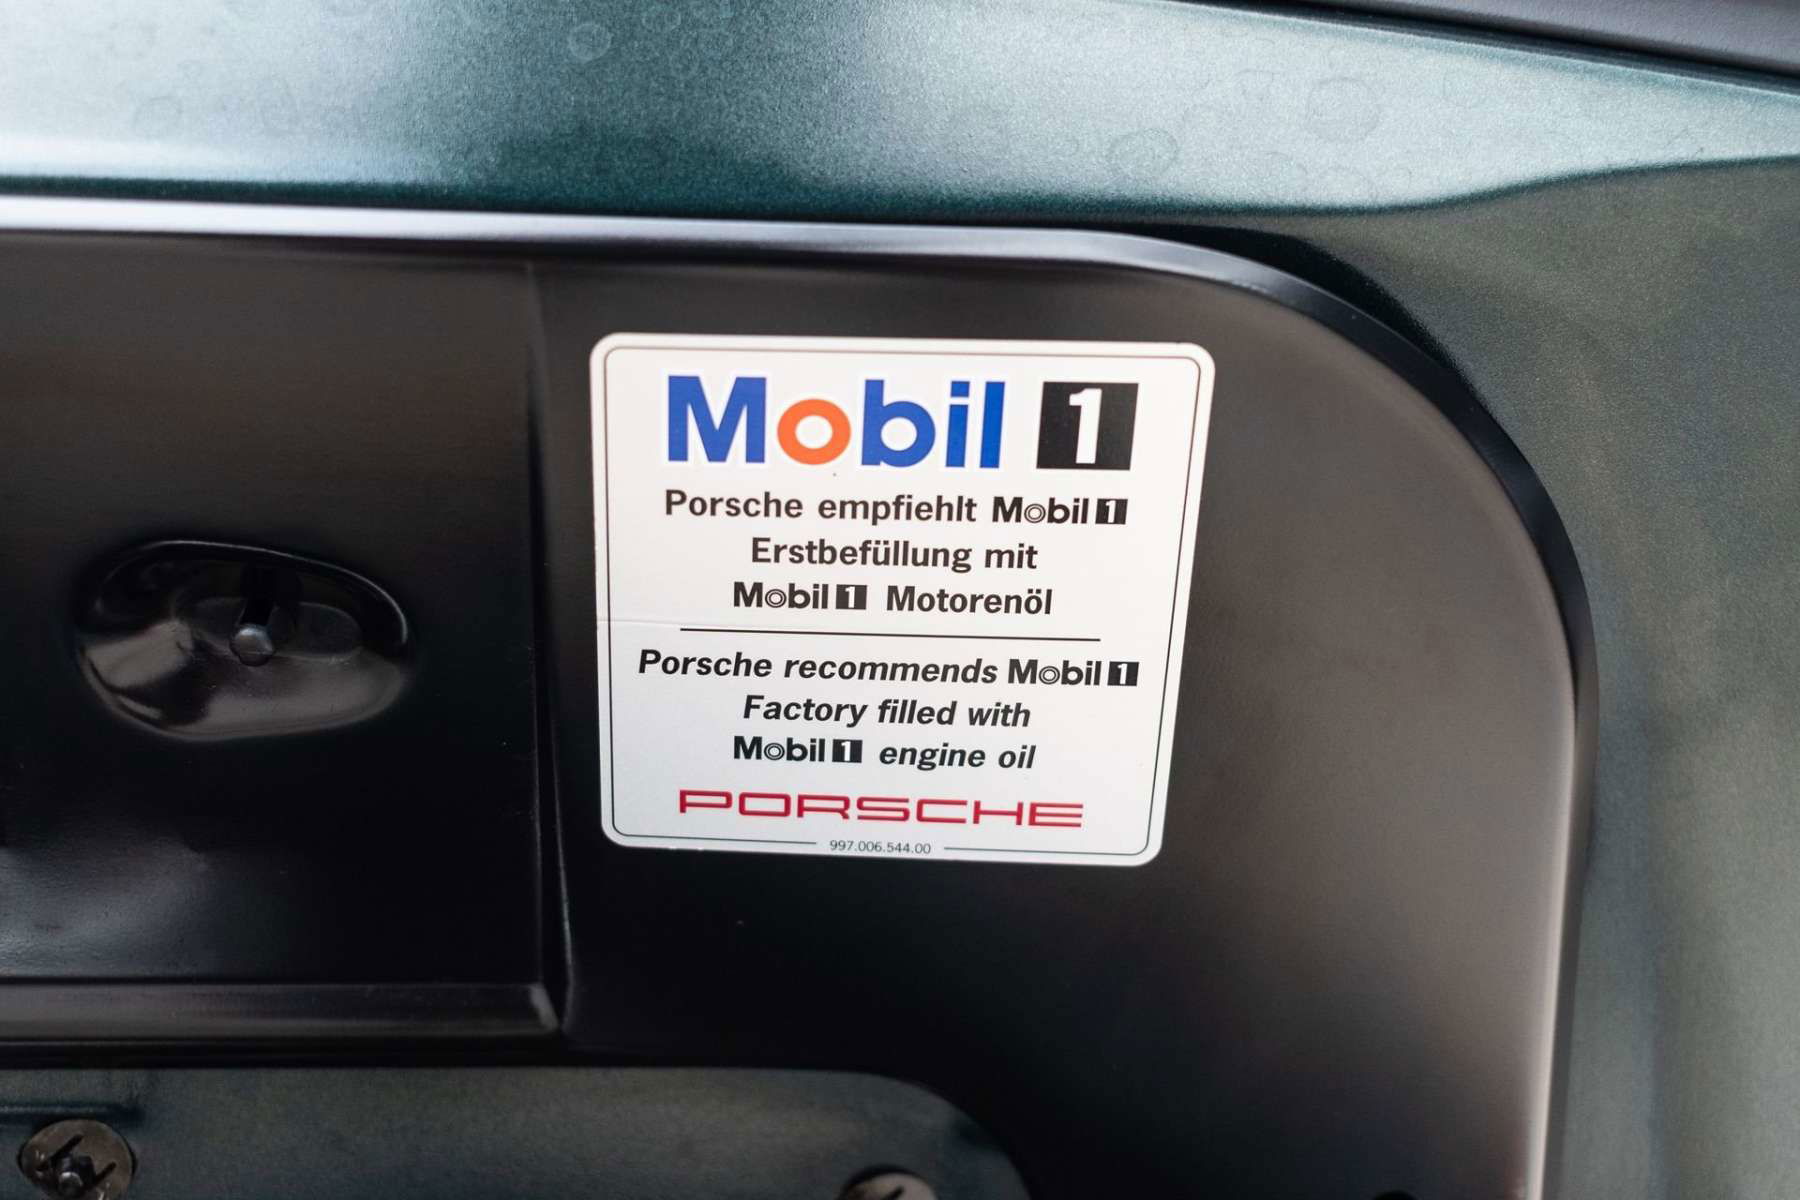 Mobil 1
Porsche empfiehlt Mobil 1
Erstbefüllung mit
Mobil 1 Motorenöl
Porsche recommends Mobil 1
Factory filled with
Mobil 1 engine oil
PORSCHE
997.006.544.00